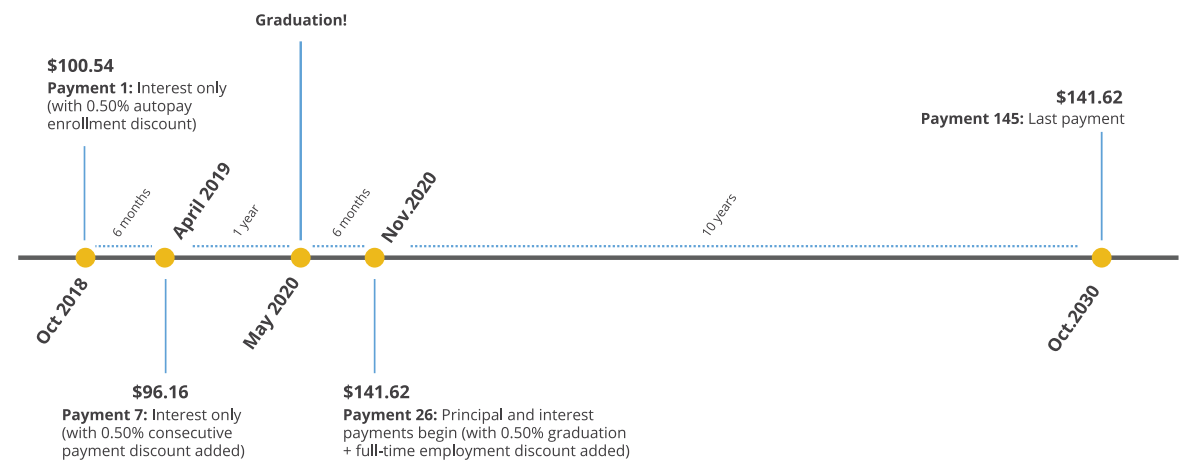 Graduation!
$100.54
Payment 1: Interest only
(with 0.50% autopay
enrollment discount)
$141.62
Payment 145: Last payment
6 months
April 2019
1 year
6 months
Nov.2020
10 years
Oct 2018
May 2020
Oct.2030
$96.16
Payment 7: Interest only
(with 0.50% consecutive
payment discount added)
$141.62
Payment 26: Principal and interest
payments begin (with 0.50% graduation
+ full-time employment discount added)